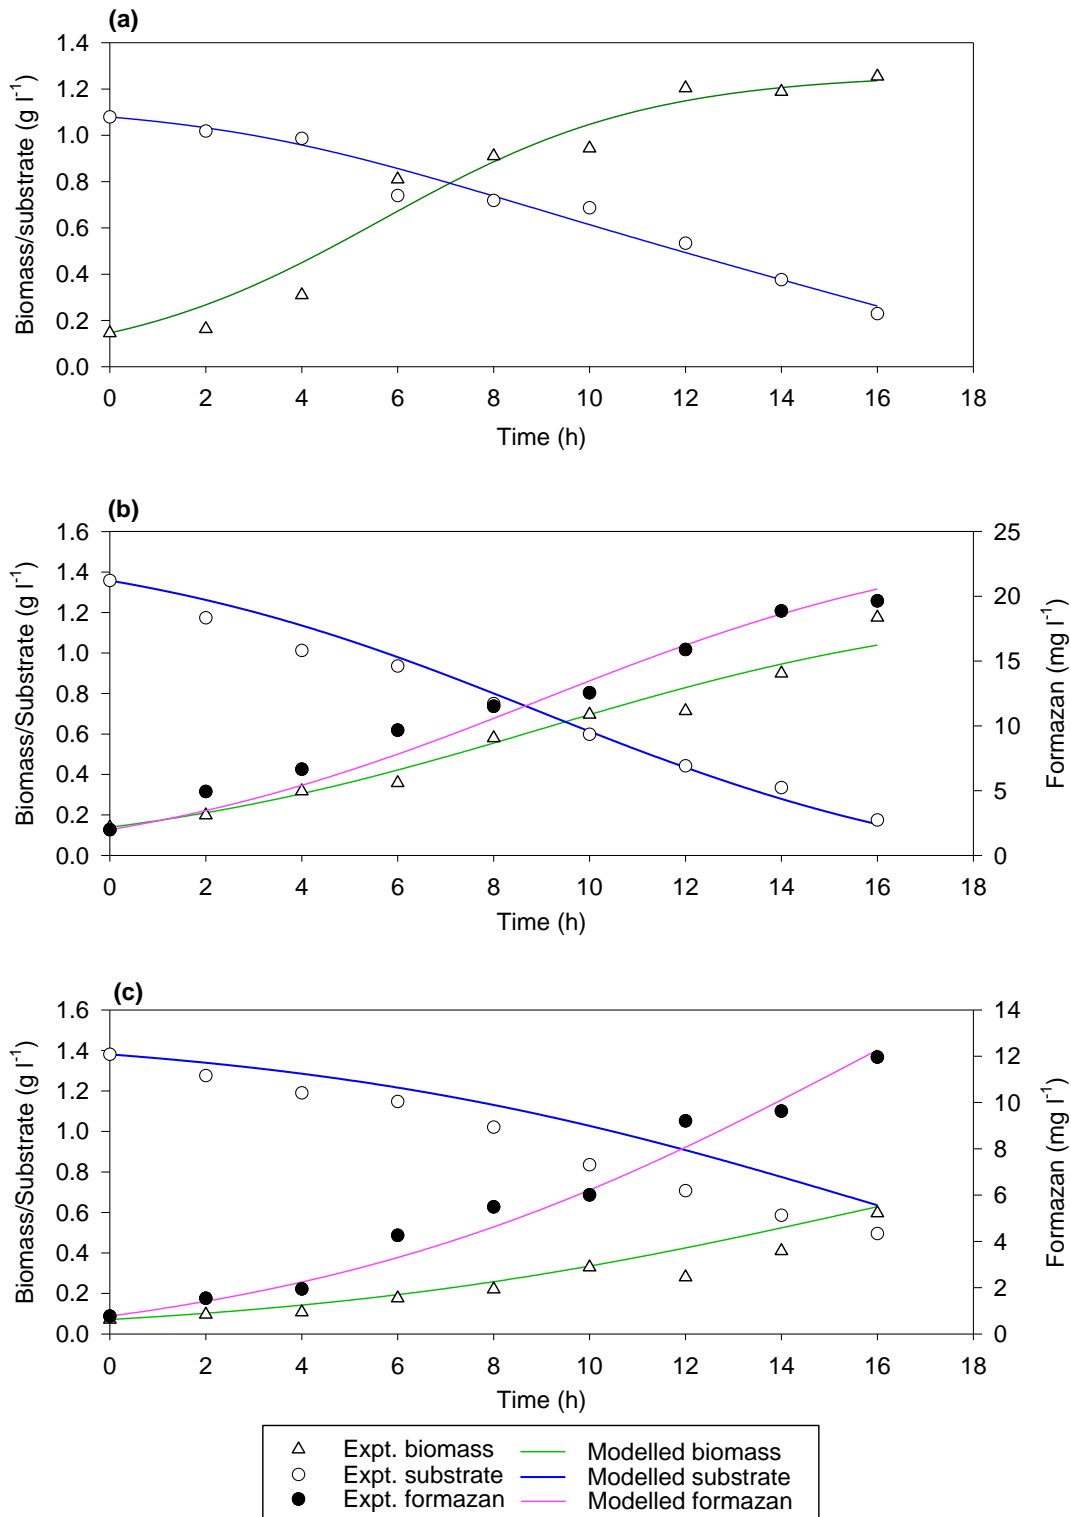 (a)
Biomass/substrate (g l⁻¹)
1.4
1.2
1.0
0.8
0.6
0.4
0.2
0.0
0 2 4 6 8 10 12 14 16 18
Time (h)
(b)
Biomass/Substrate (g l⁻¹)
1.6
1.4
1.2
1.0
0.8
0.6
0.4
0.2
0.0
25
20
15
10
5
0
Formazan (mg l⁻¹)
0 2 4 6 8 10 12 14 16 18
Time (h)
(c)
Biomass/Substrate (g l⁻¹)
1.6
1.4
1.2
1.0
0.8
0.6
0.4
0.2
0.0
14
12
10
8
6
4
2
0
Formazan (mg l⁻¹)
0 2 4 6 8 10 12 14 16 18
Time (h)
Expt. biomass Modelled biomass
Expt. substrate Modelled substrate
Expt. formazan Modelled formazan